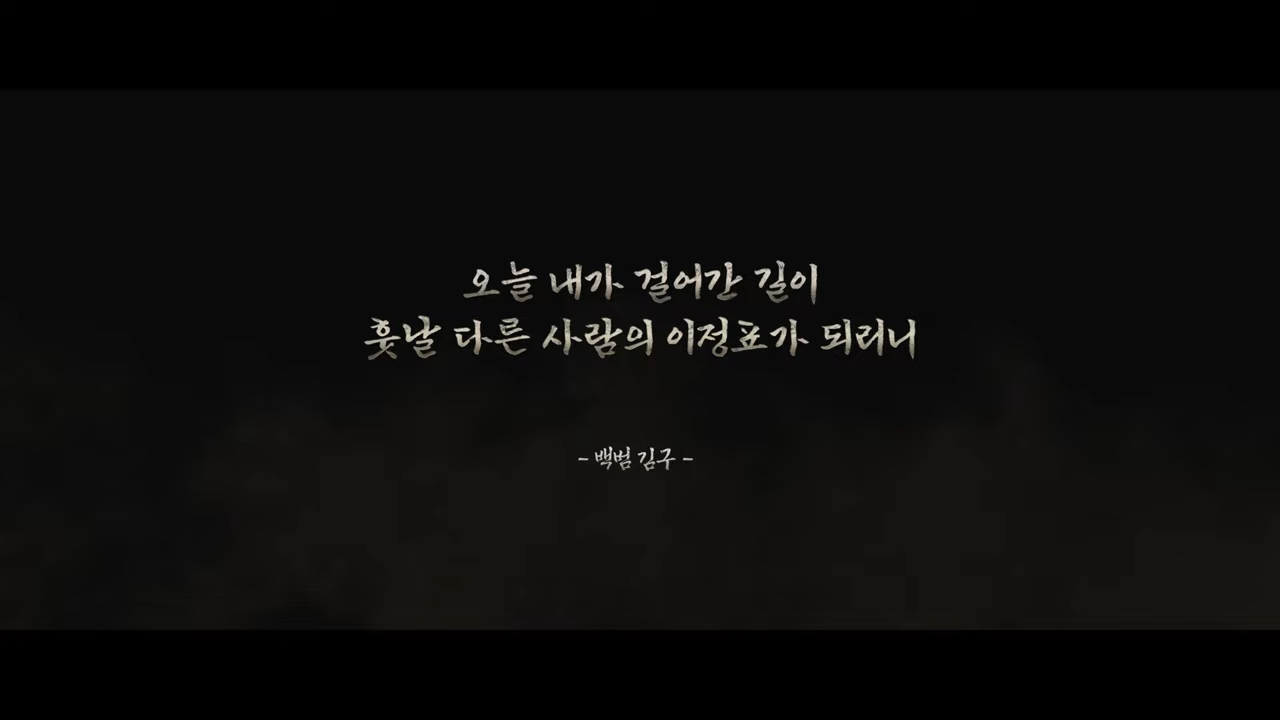 오늘 내가 걸어간 길이
훗날 다른 사람의 이정표가 되리니
- 백범 김구 -